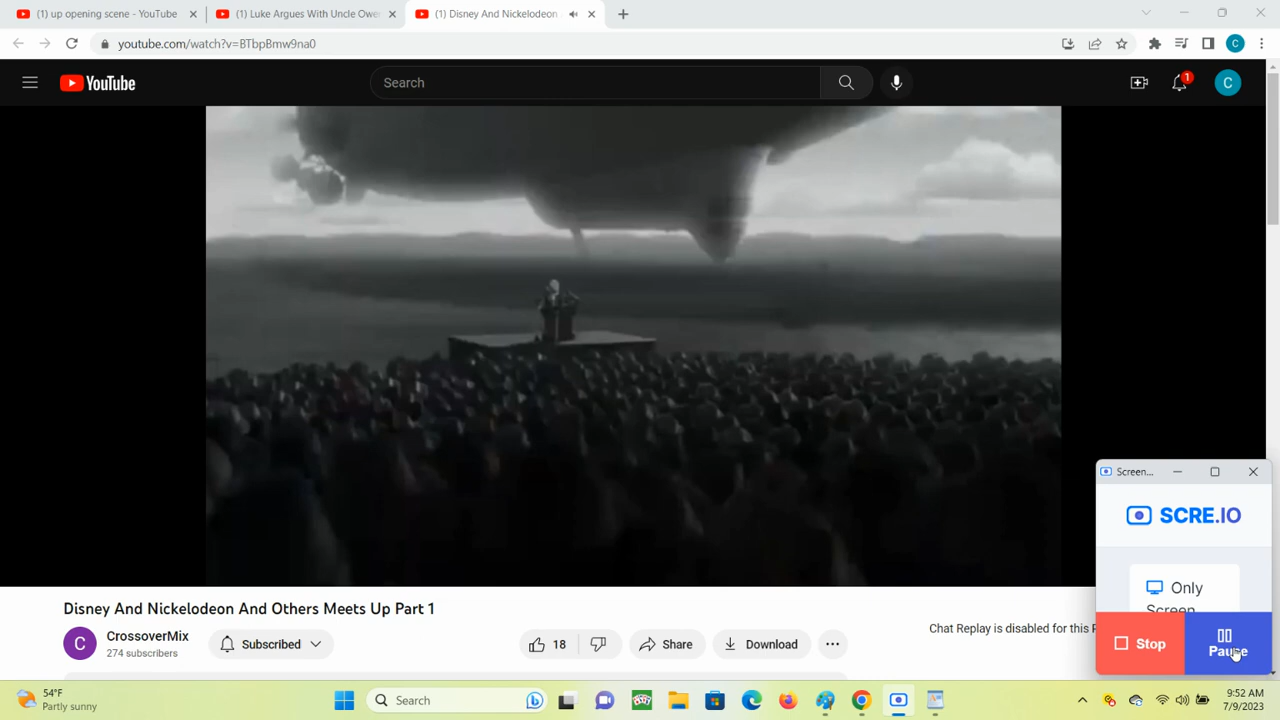 (1) up opening scene - YouTube
(1) Luke Argues With Uncle Ower
(1) Disney And Nickelodeon
youtube.com/watch?v=BTbpBmw9na0
C
YouTube
Search
1
C
Disney And Nickelodeon And Others Meets Up Part 1
C
CrossoverMix
274 subscribers
Subscribed
18
Share
Download
Chat Replay is disabled for this P
Screen...
SCRE.IO
Only
Screen
Stop
Pause
54°F
Partly sunny
Search
9:52 AM
7/9/2023